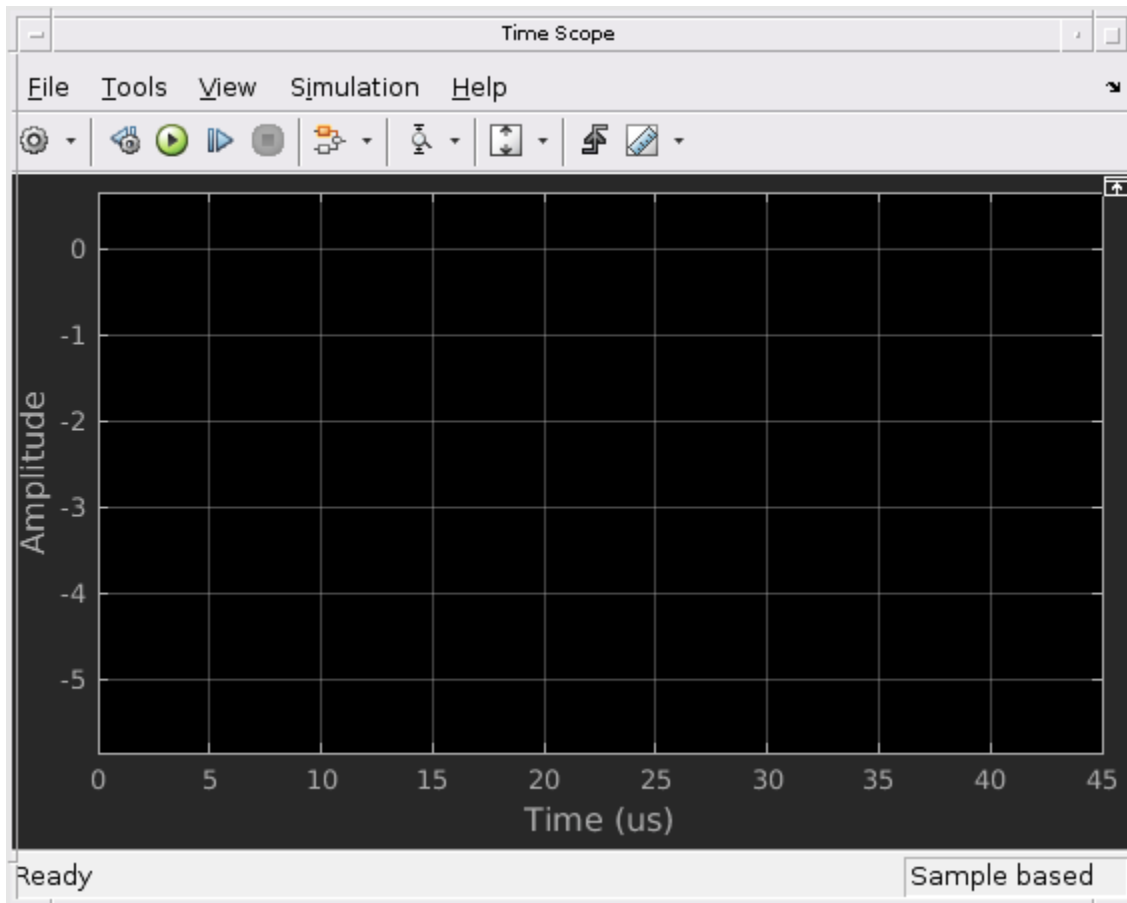 Time Scope
File Tools View Simulation Help
0
-1
-2
-3
-4
-5
Amplitude
0 5 10 15 20 25 30 35 40 45
Time (us)
Ready Sample based